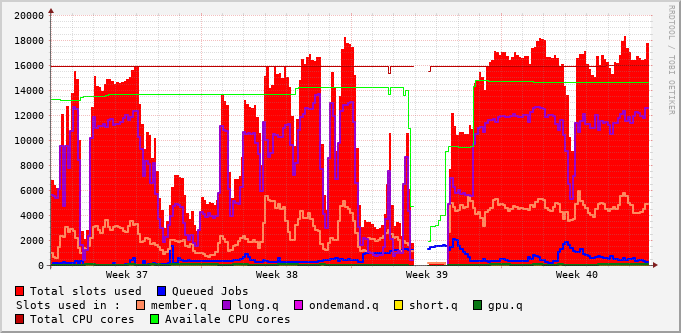 20000
18000
16000
14000
12000
10000
8000
6000
4000
2000
0
Week 37 Week 38 Week 39 Week 40
RRDTOOL / TOBI OETIKER
Total slots used Queued Jobs
Slots used in : member.q long.q ondemand.q short.q gpu.q
Total CPU cores Availale CPU cores